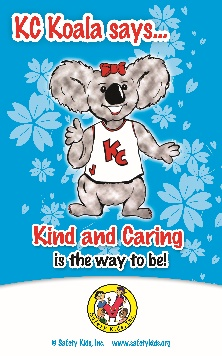 KC Koala says...
KC
Kind and Caring
is the way to be!
© Safety Kids, Inc. www.safetykids.org